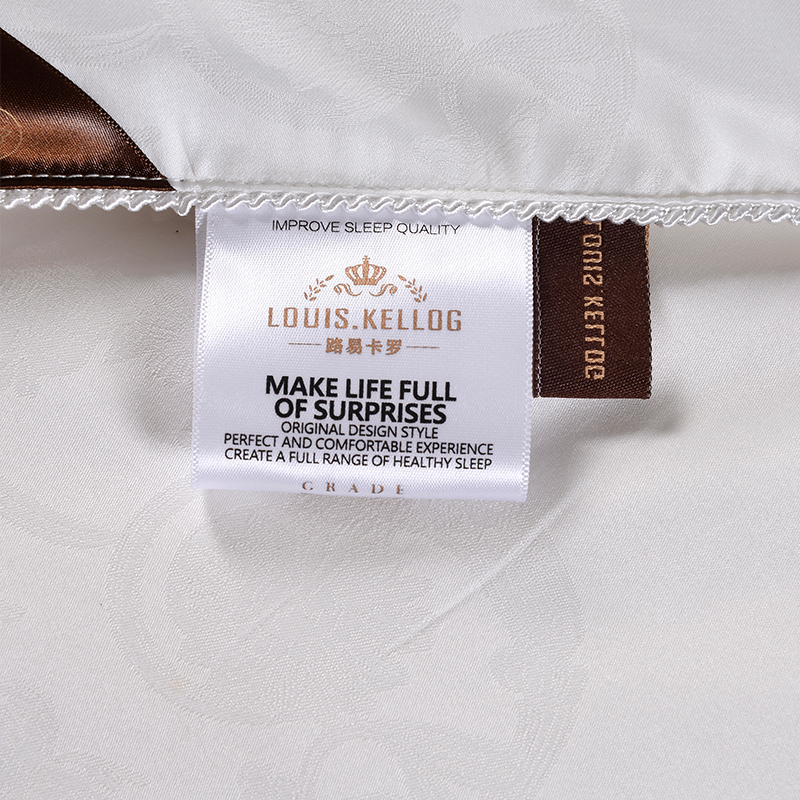 IMPROVE SLEEP QUALITY
LOUIS.KELLOG
路易卡罗
MAKE LIFE FULL
OF SURPRISES
ORIGINAL DESIGN STYLE
PERFECT AND COMFORTABLE EXPERIENCE
CREATE A FULL RANGE OF HEALTHY SLEEP
GRADE
LOUIS KELLOG